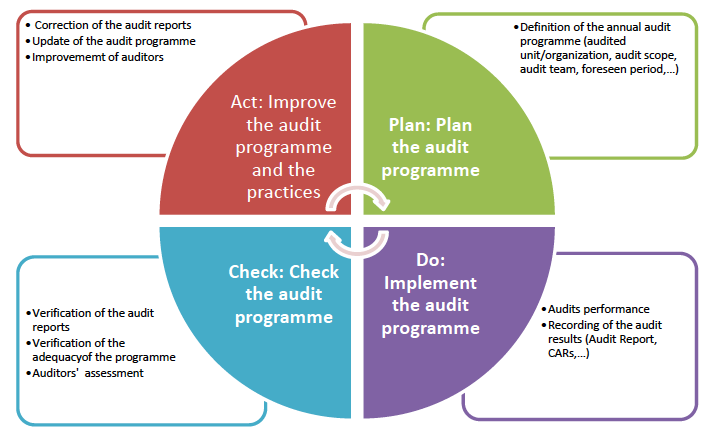 • Correction of the audit reports
• Update of the audit programme
• Improvememt of auditors
Act: Improve
the audit
programme
and the
practices
• Definition of the annual audit
programme (audited
unit/organization, audit scope,
audit team, foreseen period,...)
Plan: Plan
the audit
programme
Check: Check
the audit
programme
• Verification of the audit
reports
• Verification of the
adequacyof the programme
• Auditors' assessment
Do:
Implement
the audit
programme
• Audits performance
• Recording of the audit
results (Audit Report,
CARs,...)